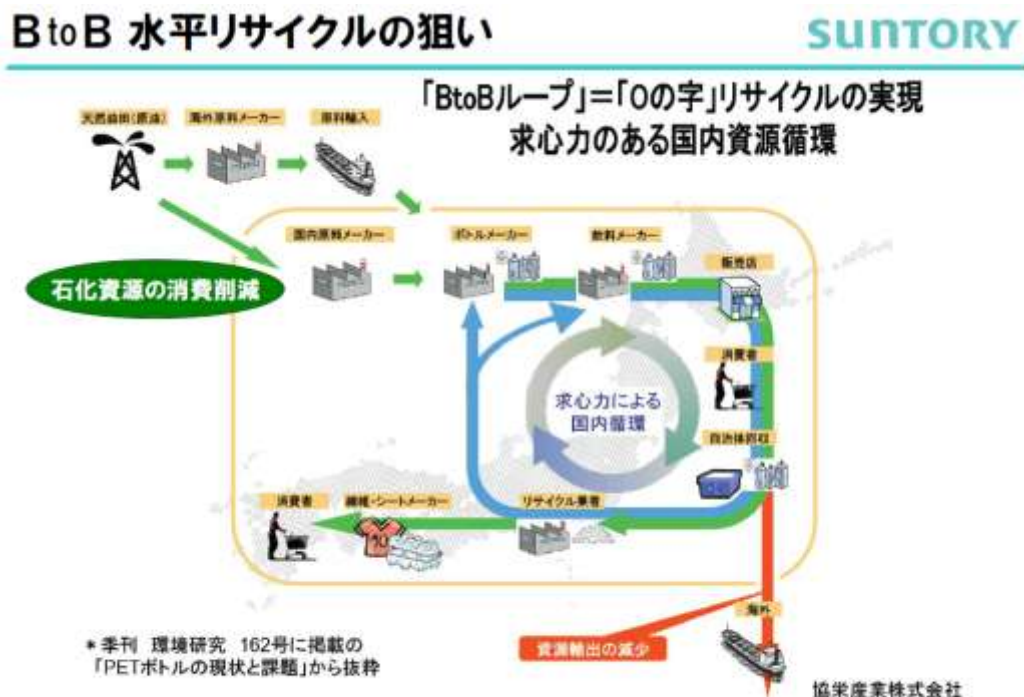 BtoB 水平リサイクルの狙い
SUNTORY
「BtoBループ」=「Oの字」リサイクルの実現
求心力のある国内資源循環
天然油田(原油)
海外原料メーカー
原料輸入
国内原料メーカー
ボトルメーカー
飲料メーカー
販売店
石化資源の消費削減
消費者
求心力による
国内循環
自治体回収
消費者
繊維・シートメーカー
リサイクル業者
海外
資源輸出の減少
*季刊 環境研究 162号に掲載の
「PETボトルの現状と課題」から抜粋
協栄産業株式会社